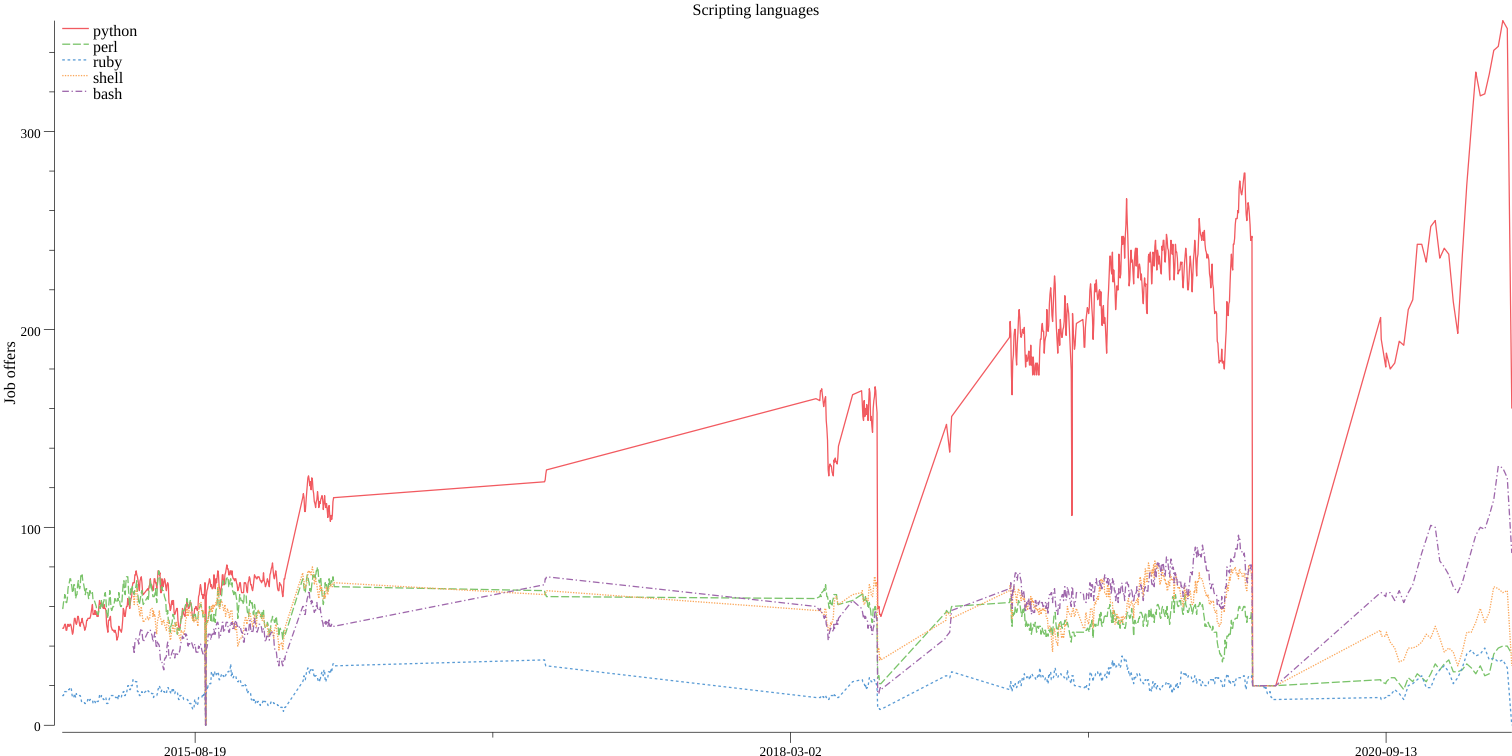 Scripting languages
python
perl
ruby
shell
bash
300
200
100
0
Job offers
2015-08-19
2018-03-02
2020-09-13